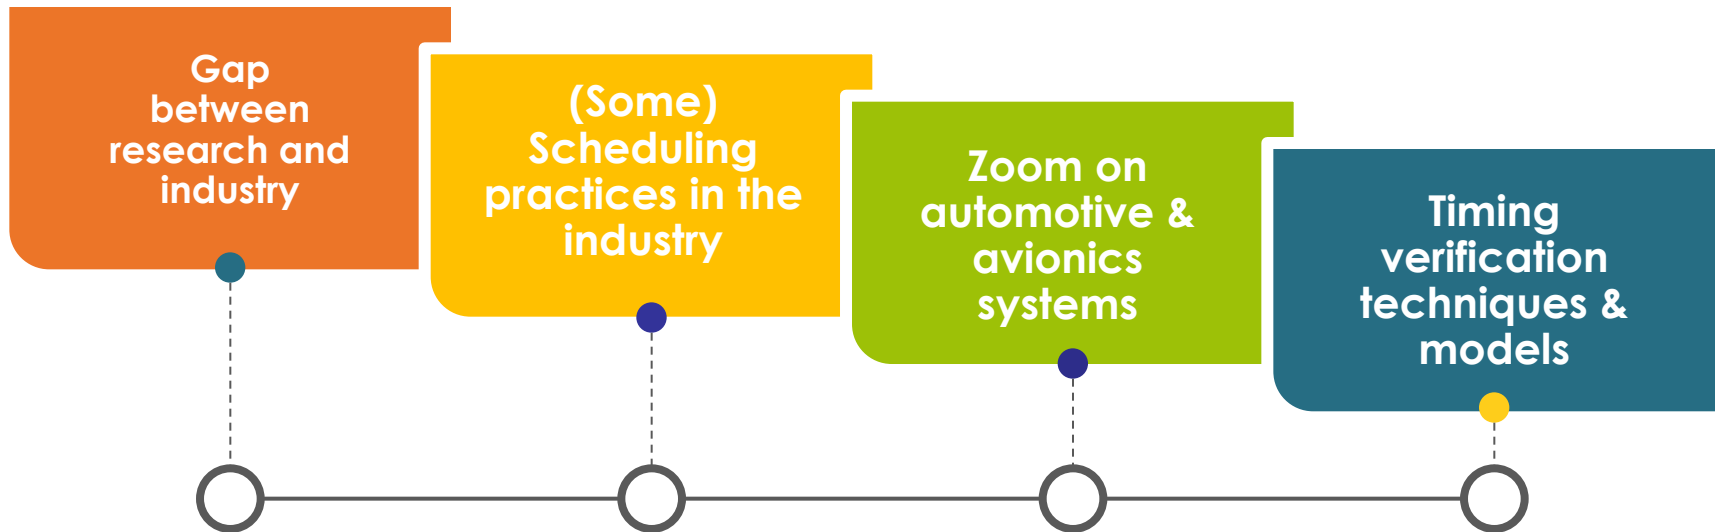 Gap
between
research and
industry
(Some)
Scheduling
practices in the
industry
Zoom on
automotive &
avionics
systems
Timing
verification
techniques &
models